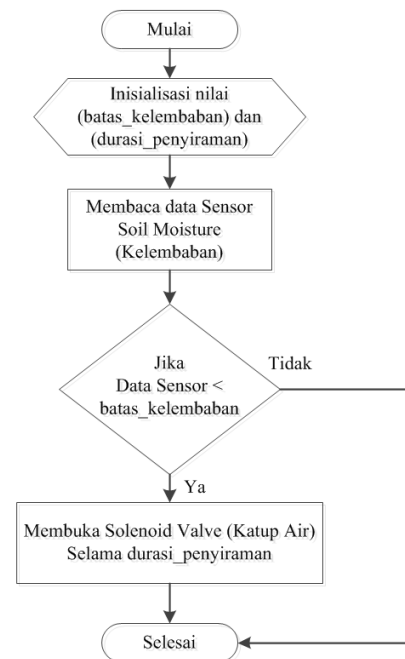 Mulai
Inisialisasi nilai
(batas_kelembaban) dan
(durasi_penyiraman)
Membaca data Sensor
Soil Moisture
(Kelembaban)
Jika
Data Sensor <
batas_kelembaban
Tidak
Ya
Membuka Solenoid Valve (Katup Air)
Selama durasi_penyiraman
Selesai